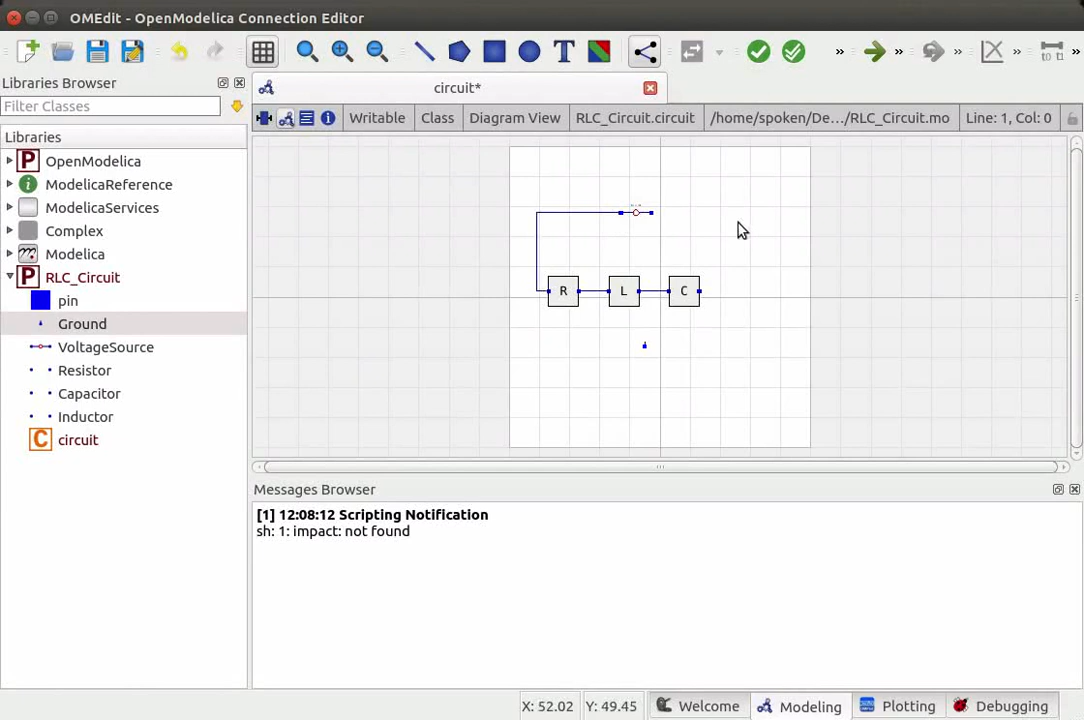 OMEdit - OpenModelica Connection Editor
T
» » » » t0 t1 »
Libraries Browser
circuit*
Filter Classes
Writable Class Diagram View RLC_Circuit.circuit /home/spoken/De.../RLC_Circuit.mo Line: 1, Col: 0
Libraries
P OpenModelica
i ModelicaReference
ModelicaServices
Complex
Modelica
P RLC_Circuit
pin
Ground
VoltageSource
Resistor
Capacitor
Inductor
C circuit
R L C
Messages Browser
[1] 12:08:12 Scripting Notification
sh: 1: impact: not found
X: 52.02 Y: 49.45 Welcome Modeling Plotting Debugging